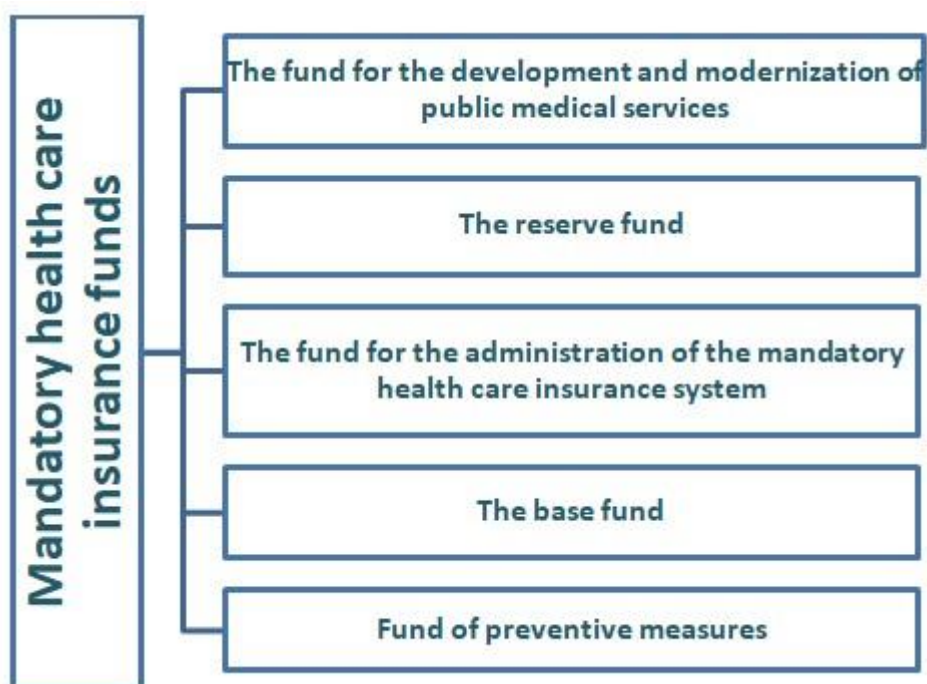 Mandatory health care
insurance funds
The fund for the development and modernization of
public medical services
The reserve fund
The fund for the administration of the mandatory
health care insurance system
The base fund
Fund of preventive measures